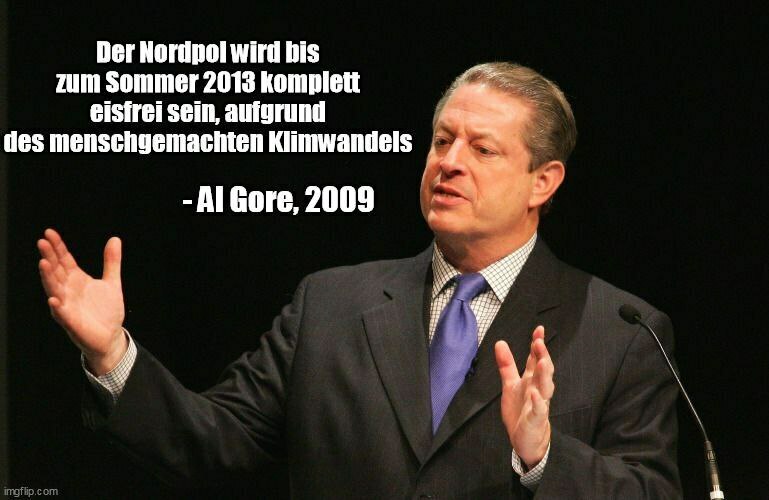 Der Nordpol wird bis
zum Sommer 2013 komplett
eisfrei sein, aufgrund
des menschgemachten Klimwandels
- Al Gore, 2009
imgflip.com